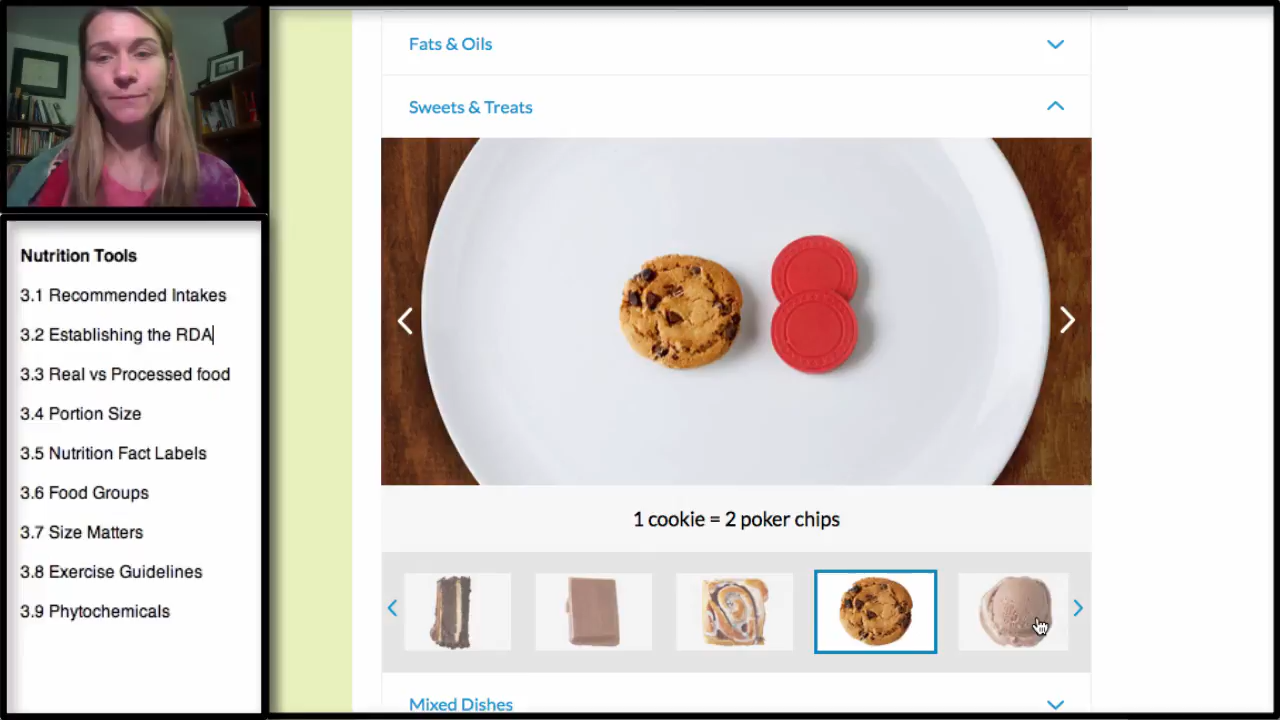 Nutrition Tools
3.1 Recommended Intakes
3.2 Establishing the RDA
3.3 Real vs Processed food
3.4 Portion Size
3.5 Nutrition Fact Labels
3.6 Food Groups
3.7 Size Matters
3.8 Exercise Guidelines
3.9 Phytochemicals
Fats & Oils
Sweets & Treats
1 cookie = 2 poker chips
Mixed Dishes